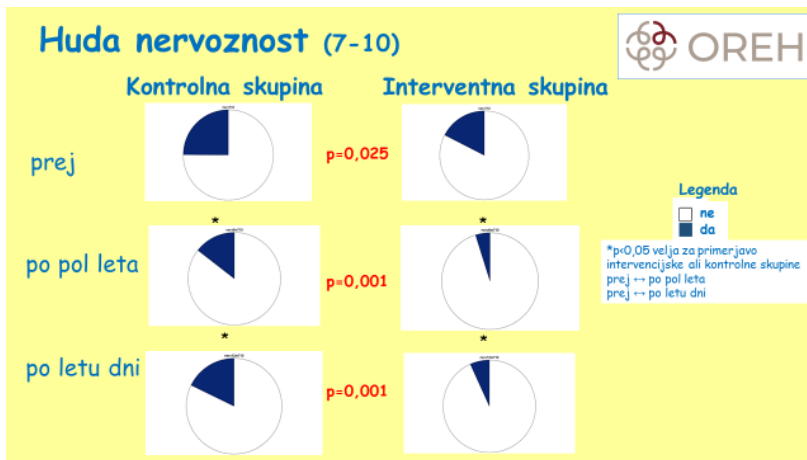 Huda nervoznost (7-10)
OREH
Kontrolna skupina
Interventna skupina
prej
p=0,025
Legenda
ne
da
*
*
po pol leta
p=0,001
*p<0,05 velja za primerjavo
intervencijske ali kontrolne skupine
prej ↔ po pol leta
prej ↔ po letu dni
*
*
po letu dni
p=0,001